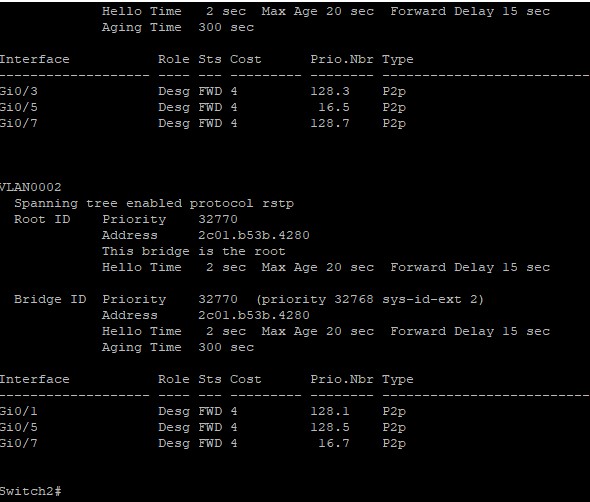 Hello Time 2 sec Max Age 20 sec Forward Delay 15 sec
Aging Time 300 sec
Interface Role Sts Cost Prio.Nbr Type
------------------- ---- --- --------- -------- --------------------------------
Gi0/3 Desg FWD 4 128.3 P2p
Gi0/5 Desg FWD 4 16.5 P2p
Gi0/7 Desg FWD 4 128.7 P2p
VLAN0002
Spanning tree enabled protocol rstp
Root ID Priority 32770
Address 2c01.b53b.4280
This bridge is the root
Hello Time 2 sec Max Age 20 sec Forward Delay 15 sec
Bridge ID Priority 32770 (priority 32768 sys-id-ext 2)
Address 2c01.b53b.4280
Hello Time 2 sec Max Age 20 sec Forward Delay 15 sec
Aging Time 300 sec
Interface Role Sts Cost Prio.Nbr Type
------------------- ---- --- --------- -------- --------------------------------
Gi0/1 Desg FWD 4 128.1 P2p
Gi0/5 Desg FWD 4 128.5 P2p
Gi0/7 Desg FWD 4 16.7 P2p
Switch2#